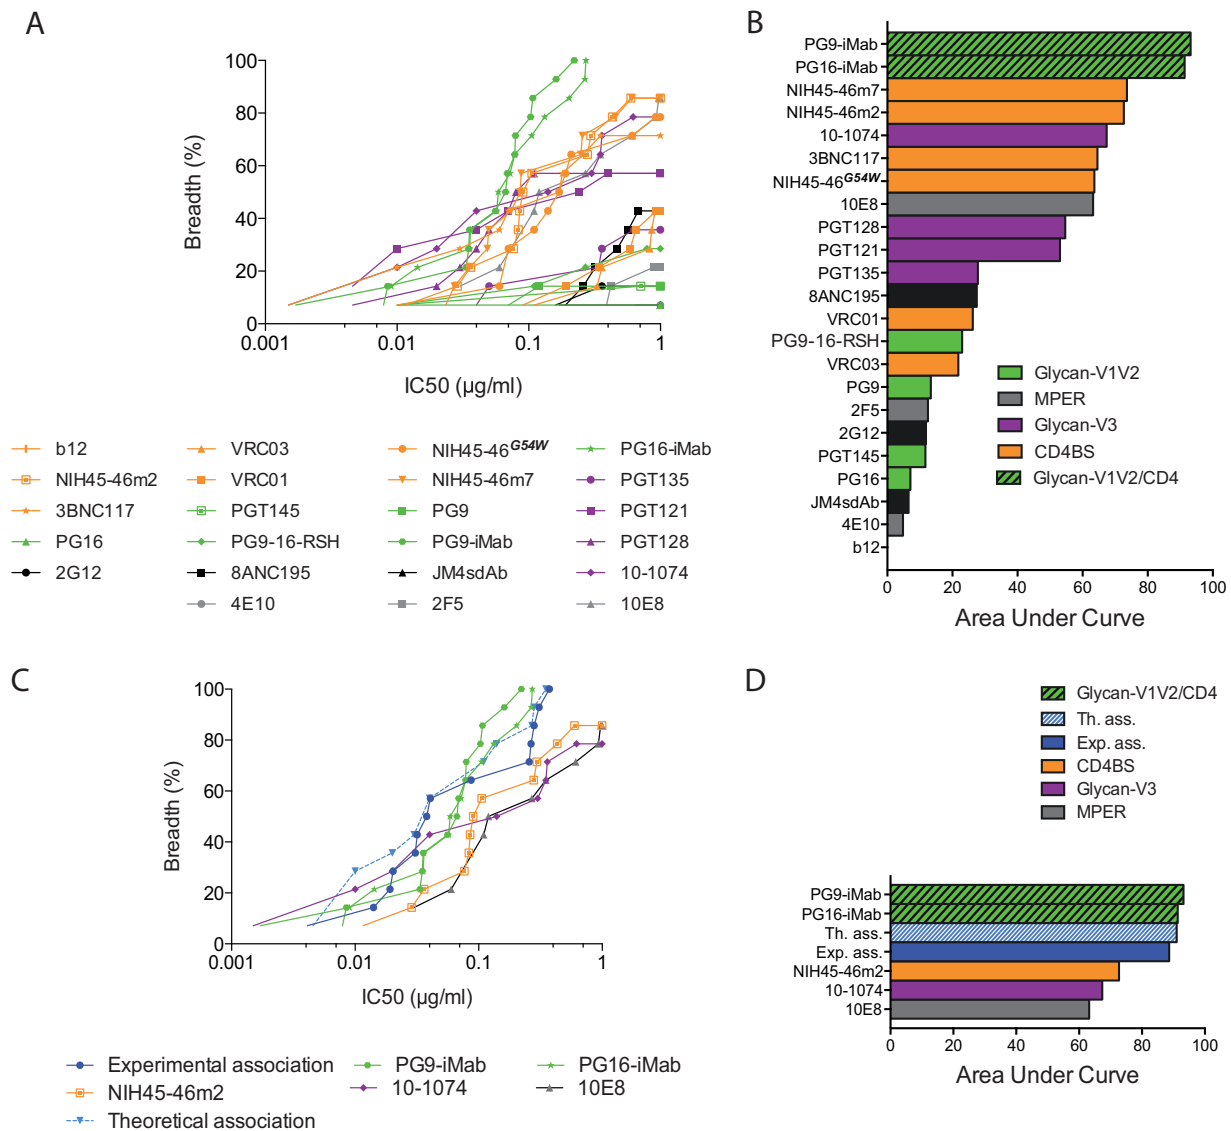 A
Breadth (%)
100
80
60
40
20
0
0.001
0.01
0.1
1
IC50 (µg/ml)
b12
VRC03
NIH45-46G54W
PG16-iMab
NIH45-46m2
VRC01
NIH45-46m7
PGT135
3BNC117
PGT145
PG9
PGT121
PG16
PG9-16-RSH
PG9-iMab
PGT128
2G12
8ANC195
JM4sdAb
10-1074
4E10
2F5
10E8
B
PG9-iMab
PG16-iMab
NIH45-46m7
NIH45-46m2
10-1074
3BNC117
NIH45-46G54W
10E8
PGT128
PGT121
PGT135
8ANC195
VRC01
PG9-16-RSH
VRC03
PG9
2F5
2G12
PGT145
PG16
JM4sdAb
4E10
b12
Glycan-V1V2
MPER
Glycan-V3
CD4BS
Glycan-V1V2/CD4
0
20
40
60
80
100
Area Under Curve
C
Breadth (%)
100
80
60
40
20
0
0.001
0.01
0.1
1
IC50 (µg/ml)
Experimental association
PG9-iMab
PG16-iMab
NIH45-46m2
10-1074
10E8
Theoretical association
D
Glycan-V1V2/CD4
Th. ass.
Exp. ass.
CD4BS
Glycan-V3
MPER
PG9-iMab
PG16-iMab
Th. ass.
Exp. ass.
NIH45-46m2
10-1074
10E8
0
20
40
60
80
100
Area Under Curve